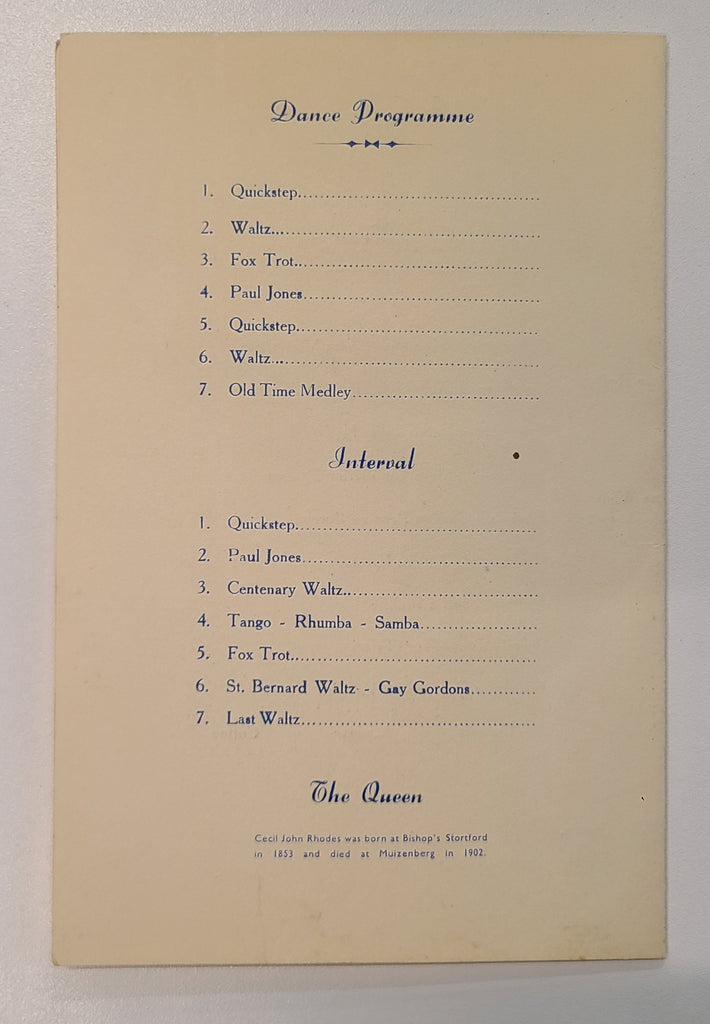 Dance Programme
1. Quickstep........................................
2. Waltz........................................
3. Fox Trot........................................
4. Paul Jones........................................
5. Quickstep........................................
6. Waltz........................................
7. Old Time Medley..............................
Interval
1. Quickstep........................................
2. Paul Jones........................................
3. Centenary Waltz..............................
4. Tango - Rhumba - Samba....................
5. Fox Trot........................................
6. St. Bernard Waltz - Gay Gordons............
7. Last Waltz........................................
The Queen
Cecil John Rhodes was born at Bishop's Stortford
in 1853 and died at Muizenberg in 1902.